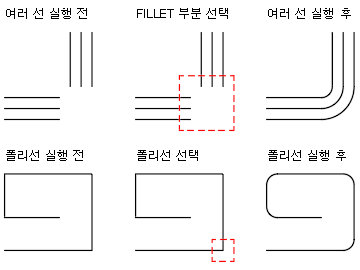 여러 선 실행 전
FILLET 부분 선택
여러 선 실행 후
폴리선 실행 전
폴리선 선택
폴리선 실행 후